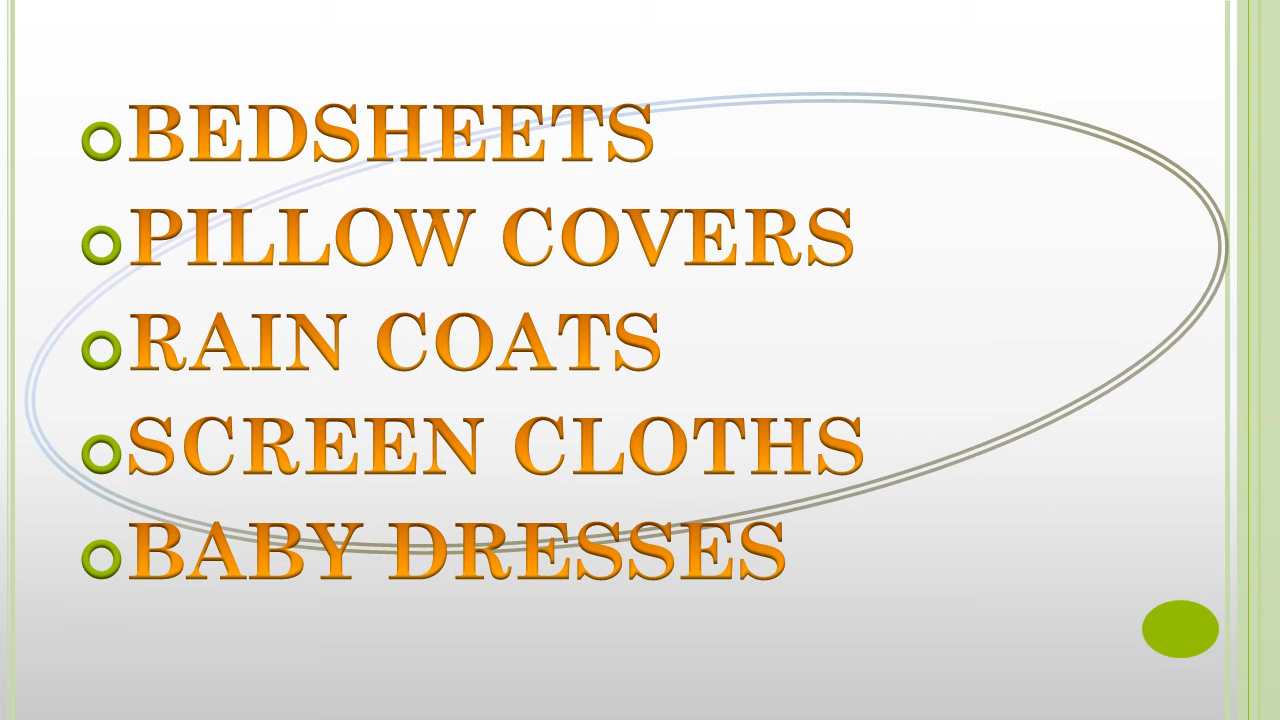 BEDSHEETS
PILLOW COVERS
RAIN COATS
SCREEN CLOTHS
BABY DRESSES